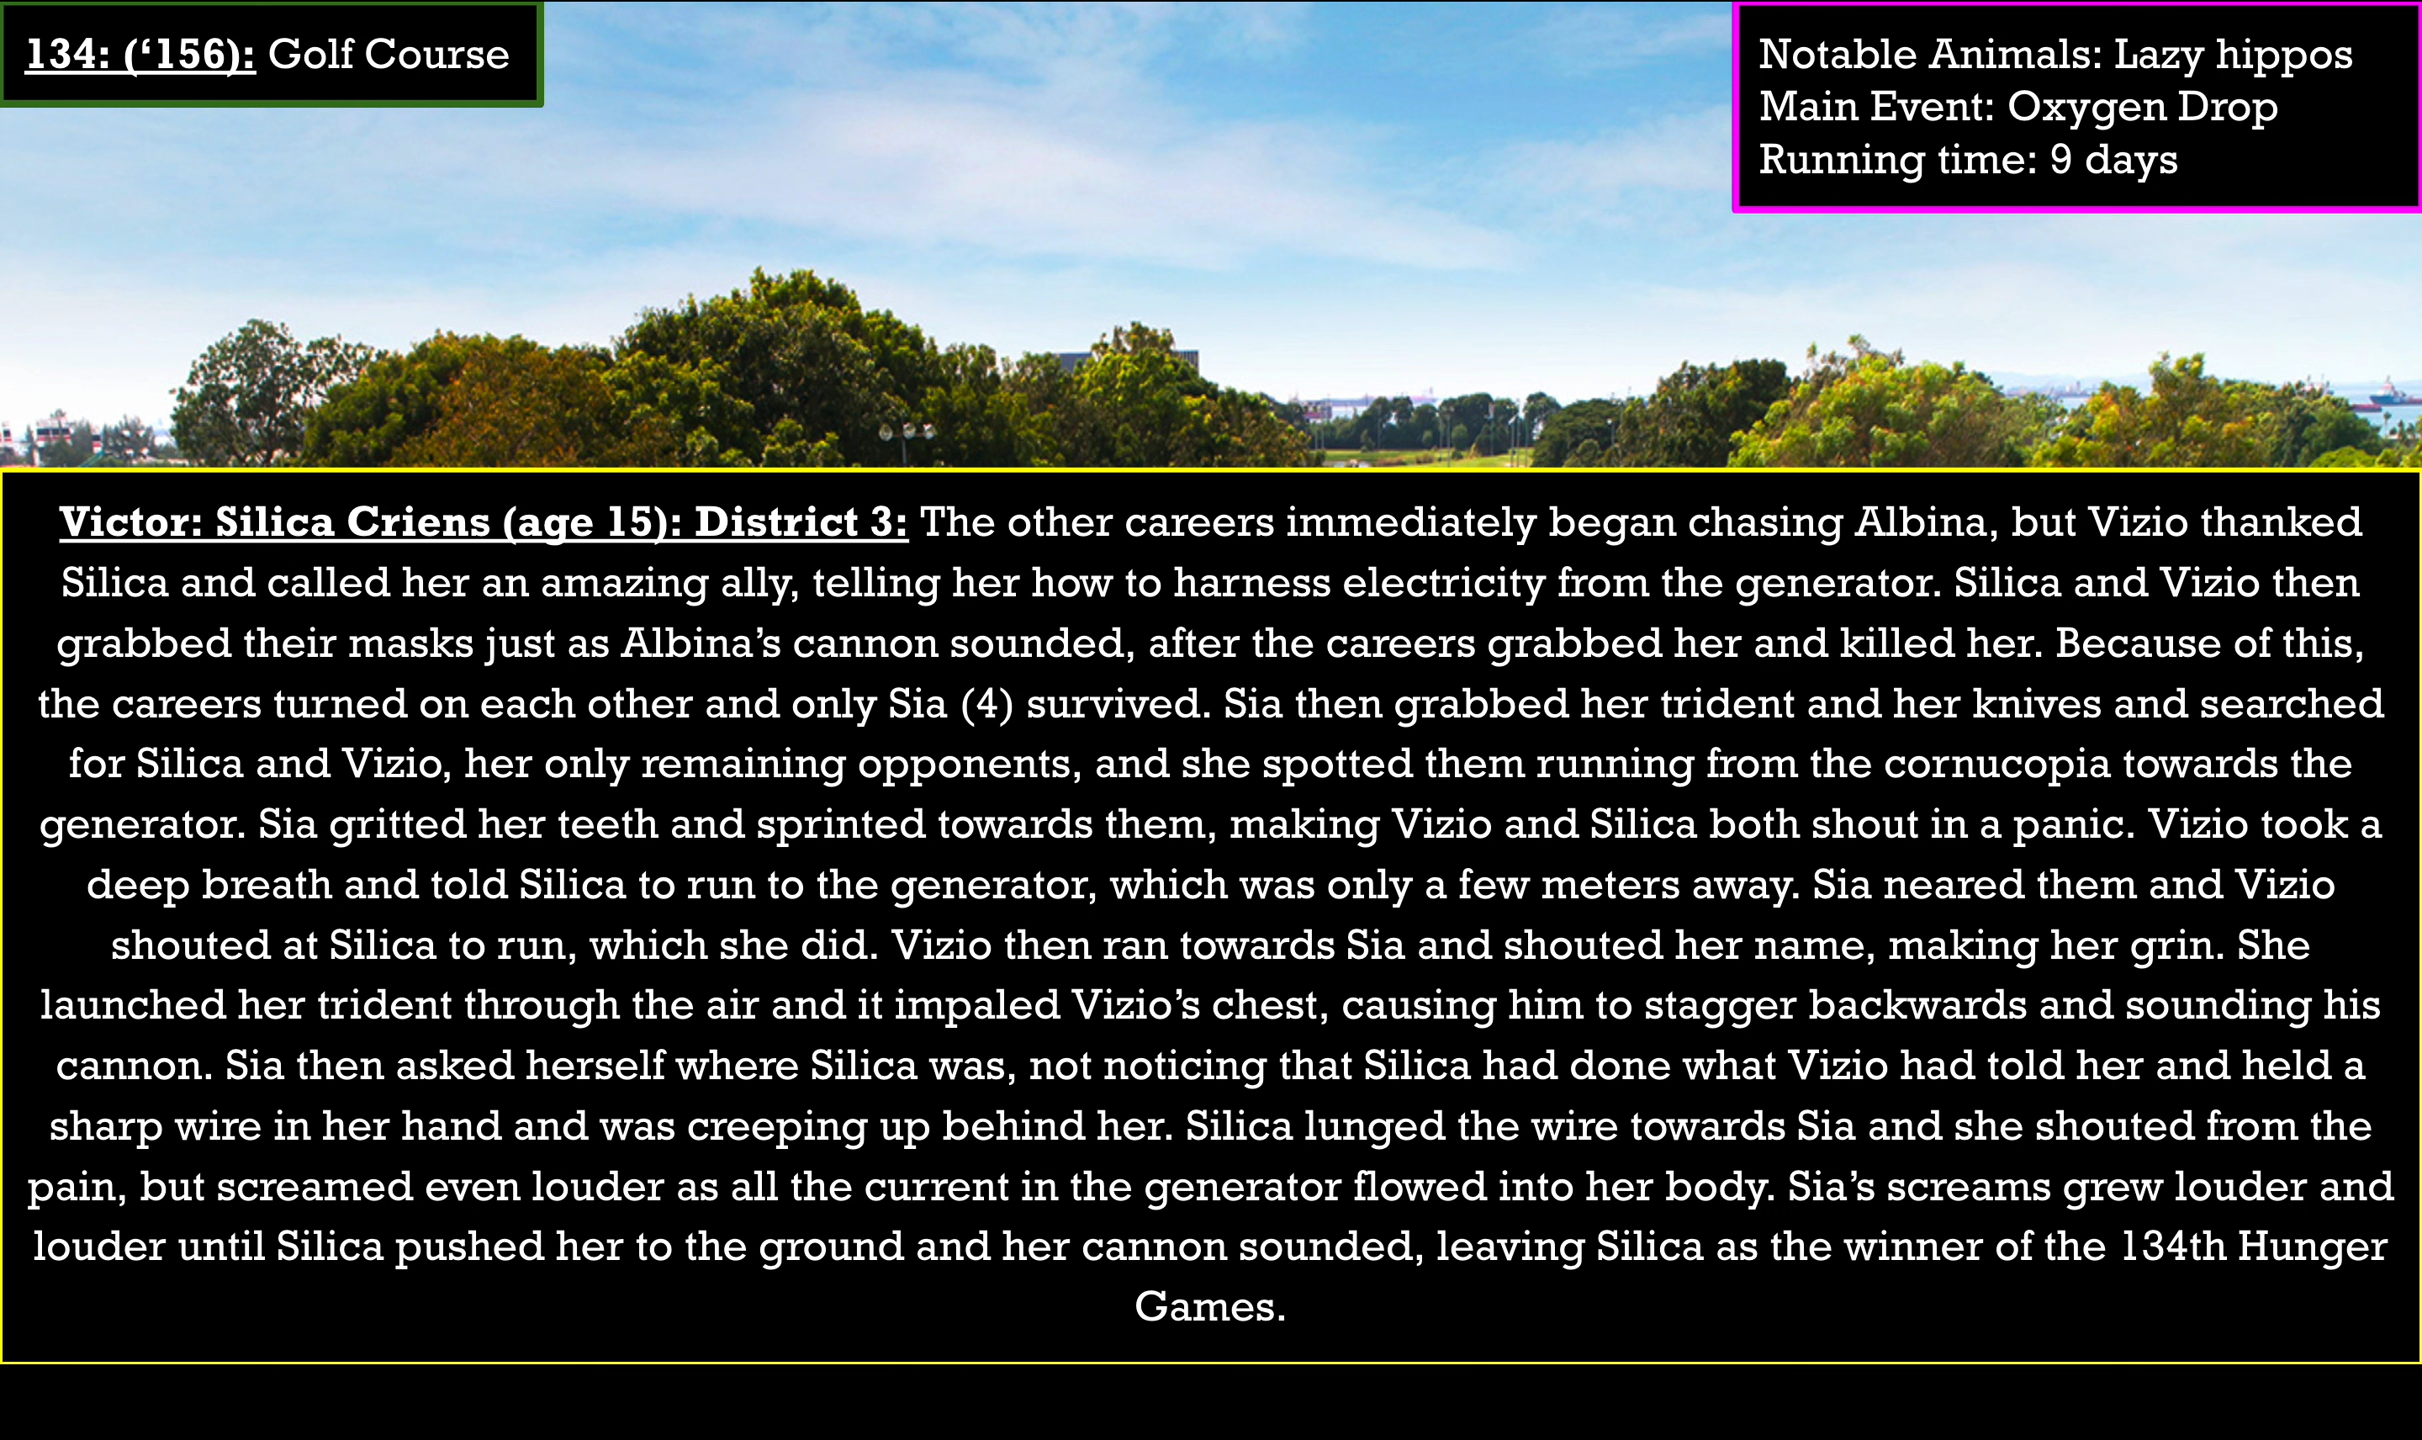 134: (‘156): Golf Course
Notable Animals: Lazy hippos
Main Event: Oxygen Drop
Running time: 9 days
Victor: Silica Criens (age 15): District 3: The other careers immediately began chasing Albina, but Vizio thanked
Silica and called her an amazing ally, telling her how to harness electricity from the generator. Silica and Vizio then
grabbed their masks just as Albina’s cannon sounded, after the careers grabbed her and killed her. Because of this,
the careers turned on each other and only Sia (4) survived. Sia then grabbed her trident and her knives and searched
for Silica and Vizio, her only remaining opponents, and she spotted them running from the cornucopia towards the
generator. Sia gritted her teeth and sprinted towards them, making Vizio and Silica both shout in a panic. Vizio took a
deep breath and told Silica to run to the generator, which was only a few meters away. Sia neared them and Vizio
shouted at Silica to run, which she did. Vizio then ran towards Sia and shouted her name, making her grin. She
launched her trident through the air and it impaled Vizio’s chest, causing him to stagger backwards and sounding his
cannon. Sia then asked herself where Silica was, not noticing that Silica had done what Vizio had told her and held a
sharp wire in her hand and was creeping up behind her. Silica lunged the wire towards Sia and she shouted from the
pain, but screamed even louder as all the current in the generator flowed into her body. Sia’s screams grew louder and
louder until Silica pushed her to the ground and her cannon sounded, leaving Silica as the winner of the 134th Hunger
Games.